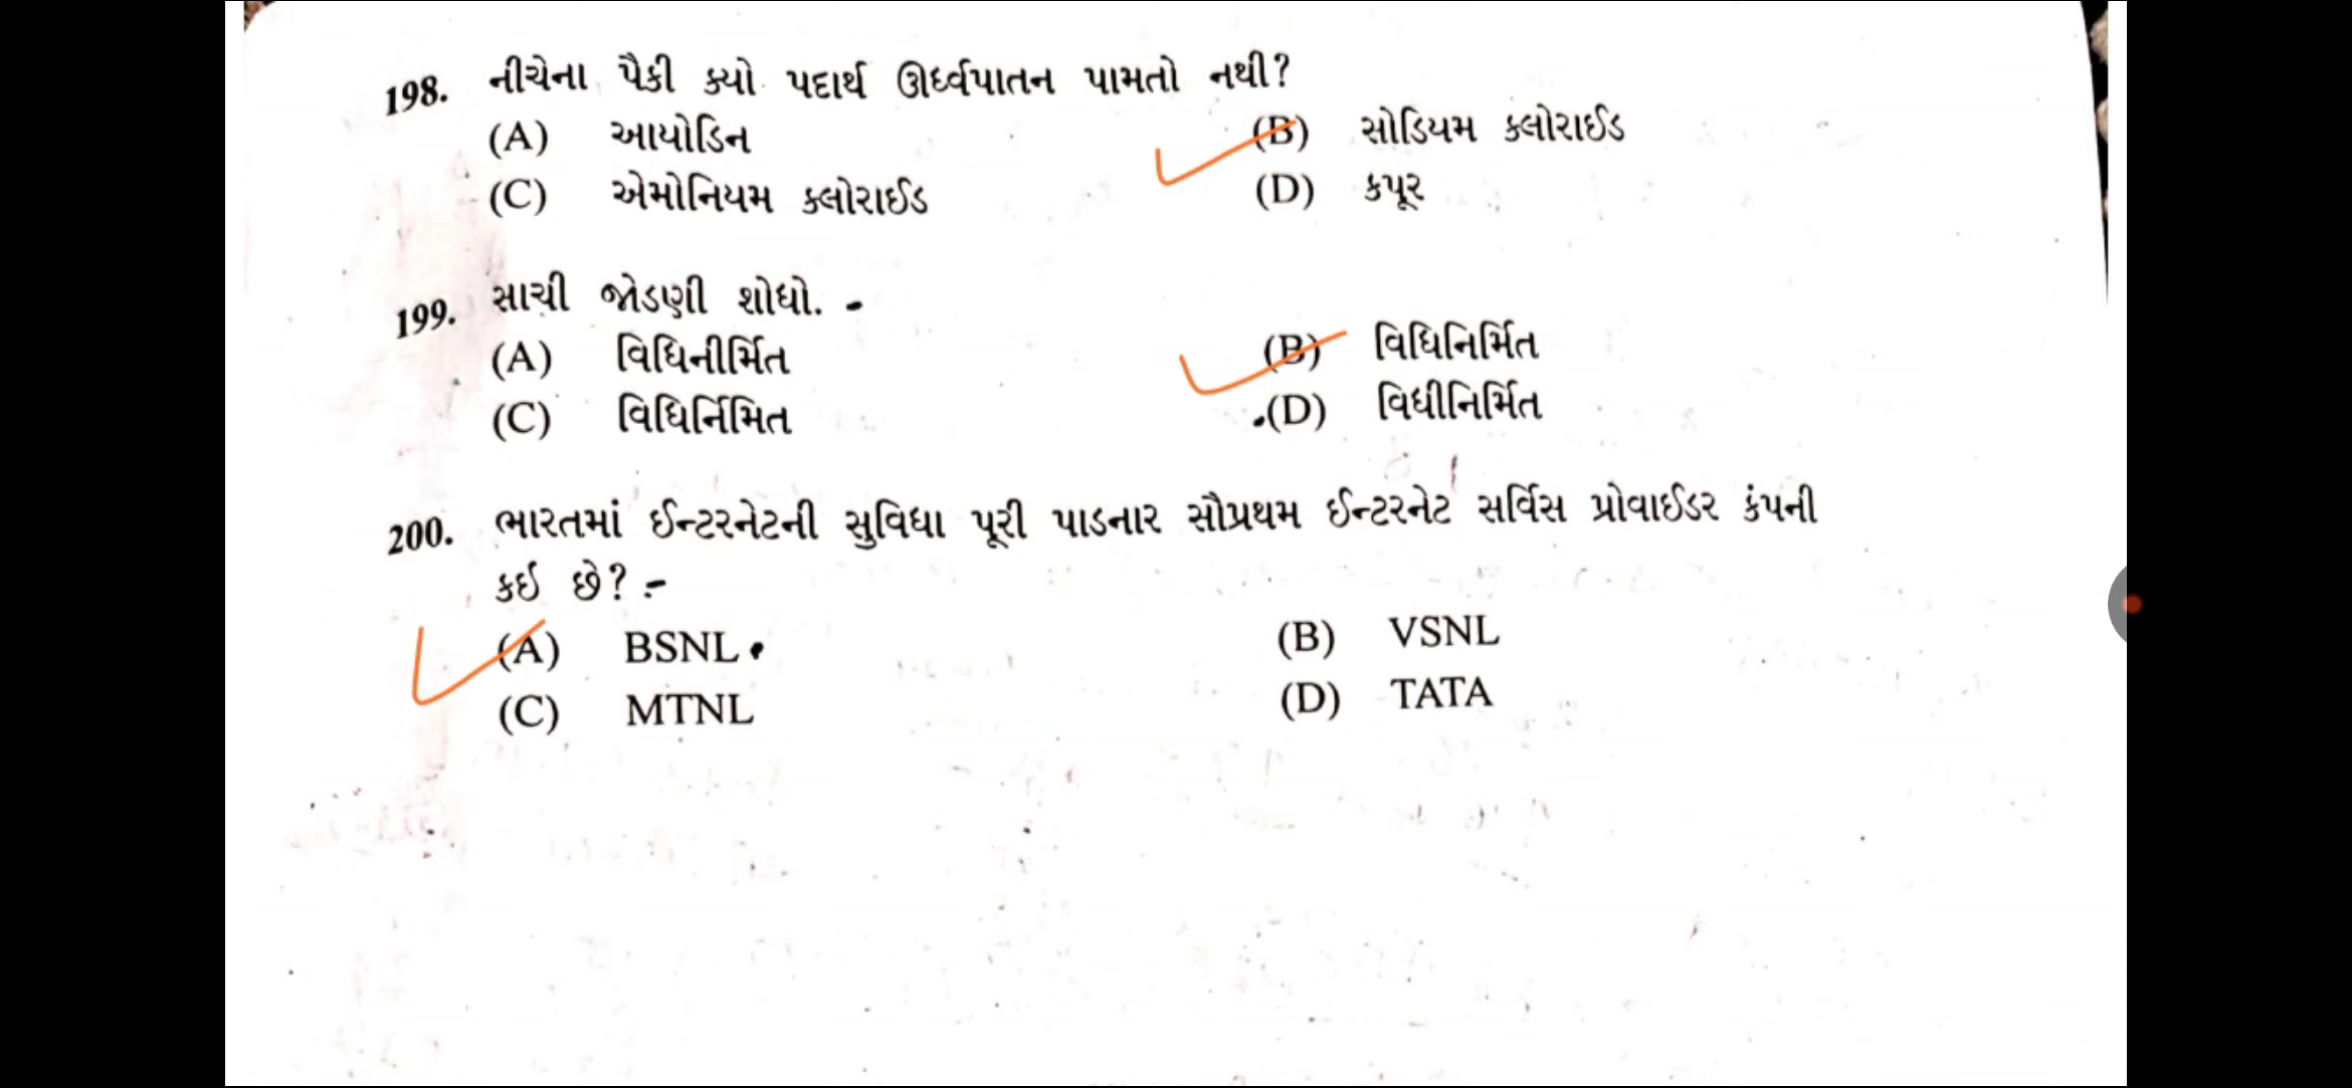 198. નીચેના પૈકી ક્યો પદાર્થ ઊર્ધ્વપાતન પામતો નથી?
(A) આયોડિન (B) સોડિયમ ક્લોરાઈડ
(C) એમોનિયમ ક્લોરાઈડ (D) કપૂર
199. સાચી જોડણી શોધો. -
(A) વિધિનીર્મિત (B) વિધિનિર્મિત
(C) વિધિર્નિમિત (D) વિધીનિર્મિત
200. ભારતમાં ઈન્ટરનેટની સુવિધા પૂરી પાડનાર સૌપ્રથમ ઈન્ટરનેટ સર્વિસ પ્રોવાઈડર કંપની
કઈ છે? :-
(A) BSNL (B) VSNL
(C) MTNL (D) TATA